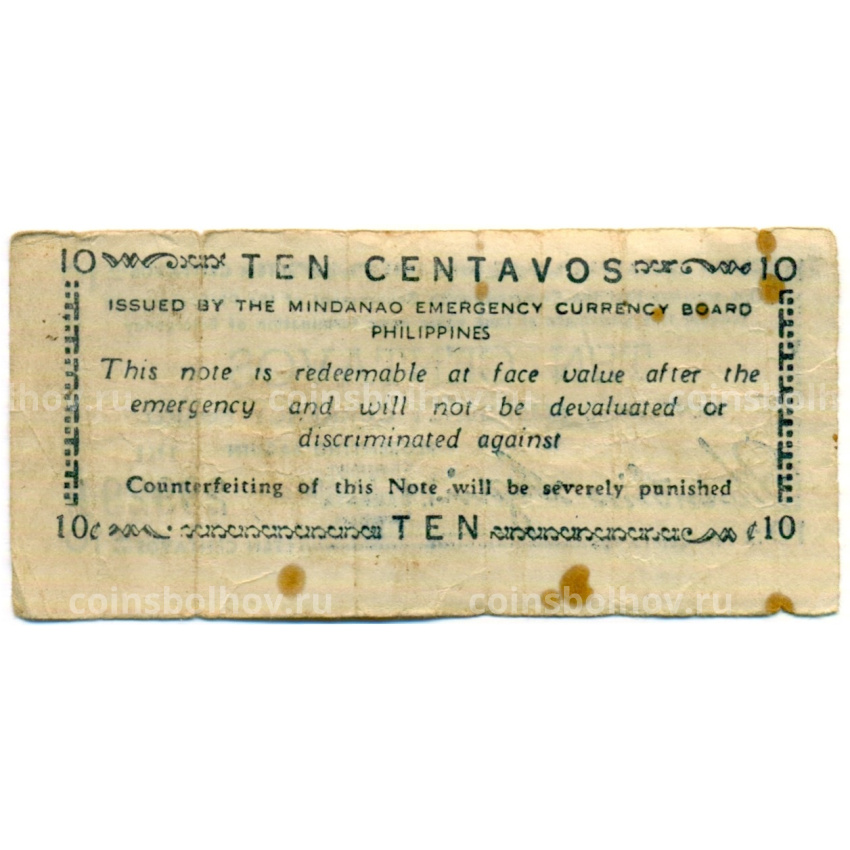 10 TEN CENTAVOS 10
ISSUED BY THE MINDANAO EMERGENCY CURRENCY BOARD
PHILIPPINES
This note is redeemable at face value after the
emergency and will not be devaluated or
discriminated against
Counterfeiting of this Note will be severely punished
10¢ TEN ¢10
coinsbolhov.ru coinsbolhov.ru